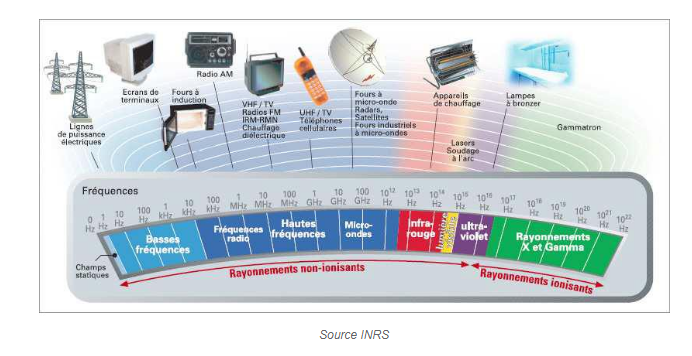 Lignes
de puissance
électriques
Ecrans de
terminaux
Fours à
induction
Radio AM
VHF / TV
Radios FM
IRM-RMN
Chauffage
diélectrique
UHF / TV
Téléphones
cellulaires
Fours à
micro-onde
Radars,
Satellites
Fours industriels
à micro-ondes
Appareils
de chauffage
Lasers
Soudage
à l'arc
Lampes
à bronzer
Gammatron
Fréquences
0 Hz
1 Hz
10 Hz
100 Hz
1 kHz
10 kHz
100 kHz
1 MHz
10 MHz
100 MHz
1 GHz
10 GHz
100 GHz
10¹² Hz
10¹³ Hz
10¹⁴ Hz
10¹⁶ Hz
10¹⁷ Hz
10¹⁸ Hz
10¹⁹ Hz
10²⁰ Hz
10²¹ Hz
10²² Hz
Champs
statiques
Basses
fréquences
Fréquences
radio
Hautes
fréquences
Micro-
ondes
Infra-
rouge
lumière
visible
ultra-
violet
Rayonnements
X et Gamma
Rayonnements non-ionisants
Rayonnements ionisants
Source INRS